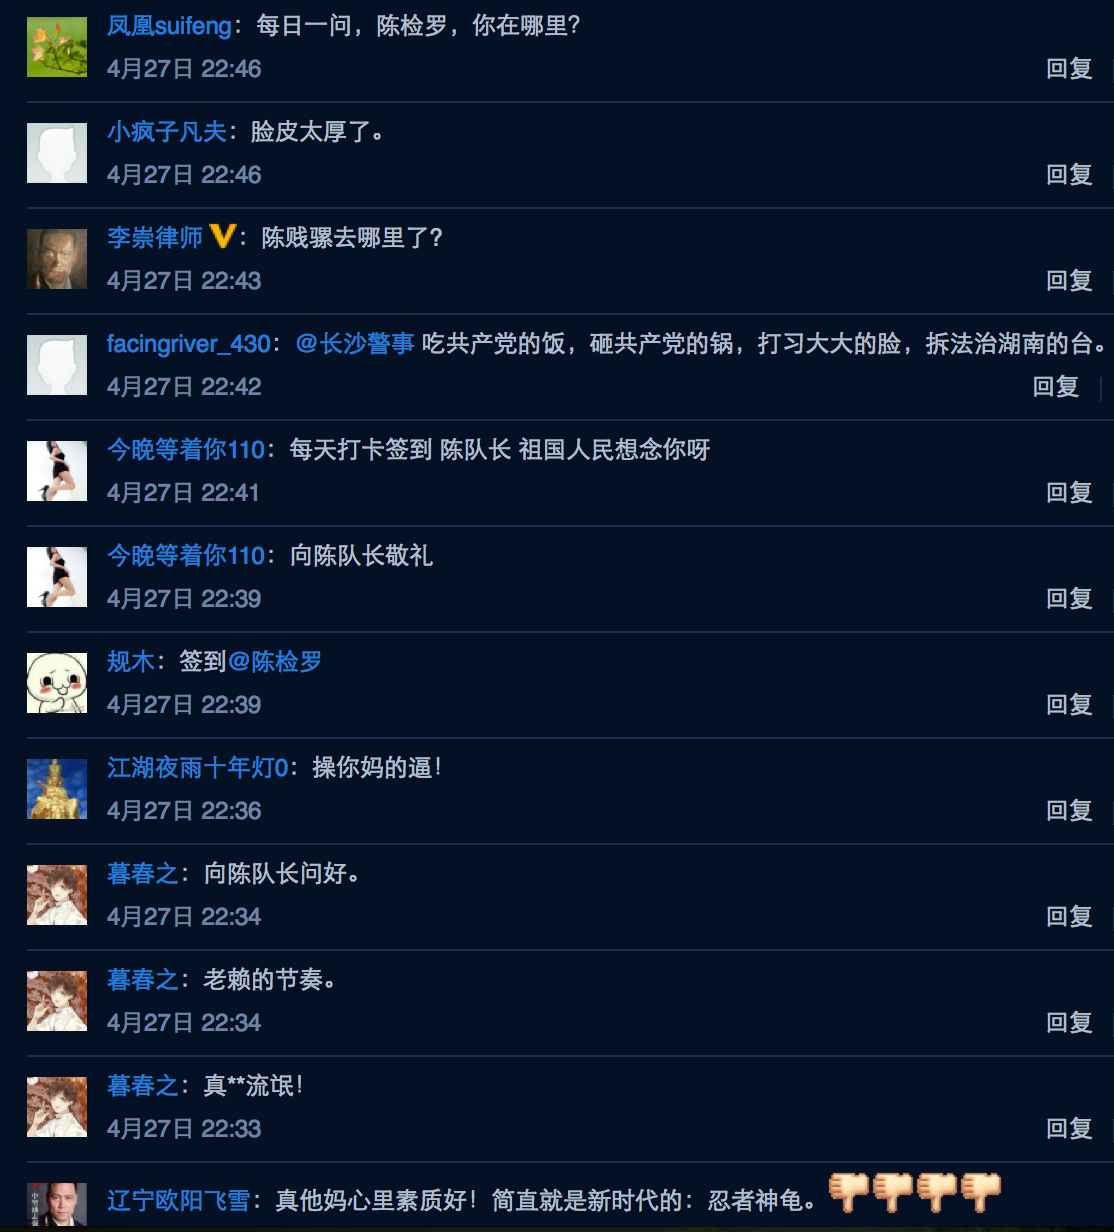 凤凰suifeng：每日一问，陈检罗，你在哪里？
4月27日 22:46 回复
小疯子凡夫：脸皮太厚了。
4月27日 22:46 回复
李崇律师 V：陈贱骡去哪里了?
4月27日 22:43 回复
facingriver_430：@长沙警事 吃共产党的饭，砸共产党的锅，打习大大的脸，拆法治湖南的台。
4月27日 22:42 回复
今晚等着你110：每天打卡签到 陈队长 祖国人民想念你呀
4月27日 22:41 回复
今晚等着你110：向陈队长敬礼
4月27日 22:39 回复
规木：签到@陈检罗
4月27日 22:39 回复
江湖夜雨十年灯0：操你妈的逼！
4月27日 22:36 回复
暮春之：向陈队长问好。
4月27日 22:34 回复
暮春之：老赖的节奏。
4月27日 22:34 回复
暮春之：真**流氓！
4月27日 22:33 回复
辽宁欧阳飞雪：真他妈心里素质好！简直就是新时代的：忍者神龟。